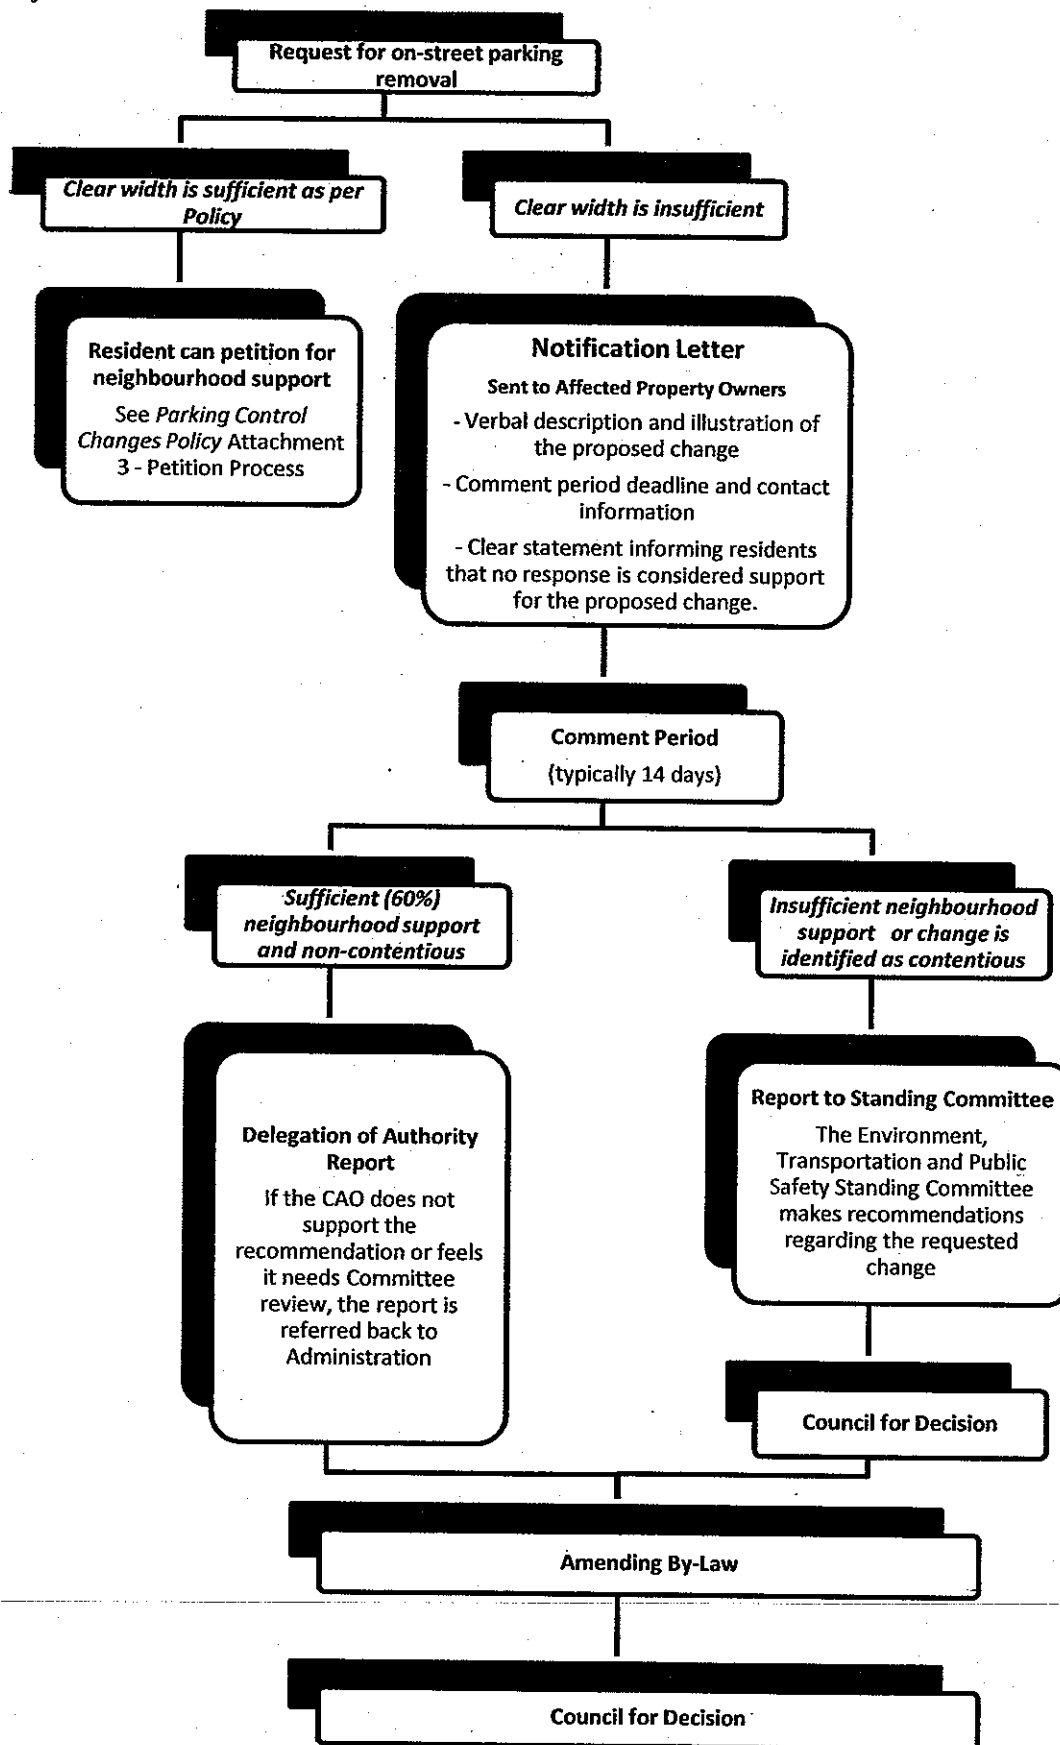 Request for on-street parking
removal
Clear width is sufficient as per
Policy
Clear width is insufficient
Resident can petition for
neighbourhood support
See Parking Control
Changes Policy Attachment
3 - Petition Process
Notification Letter
Sent to Affected Property Owners
- Verbal description and illustration of
the proposed change
- Comment period deadline and contact
information
- Clear statement informing residents
that no response is considered support
for the proposed change.
Comment Period
(typically 14 days)
Sufficient (60%)
neighbourhood support
and non-contentious
Insufficient neighbourhood
support or change is
identified as contentious
Delegation of Authority
Report
If the CAO does not
support the
recommendation or feels
it needs Committee
review, the report is
referred back to
Administration
Report to Standing Committee
The Environment,
Transportation and Public
Safety Standing Committee
makes recommendations
regarding the requested
change
Council for Decision
Amending By-Law
Council for Decision